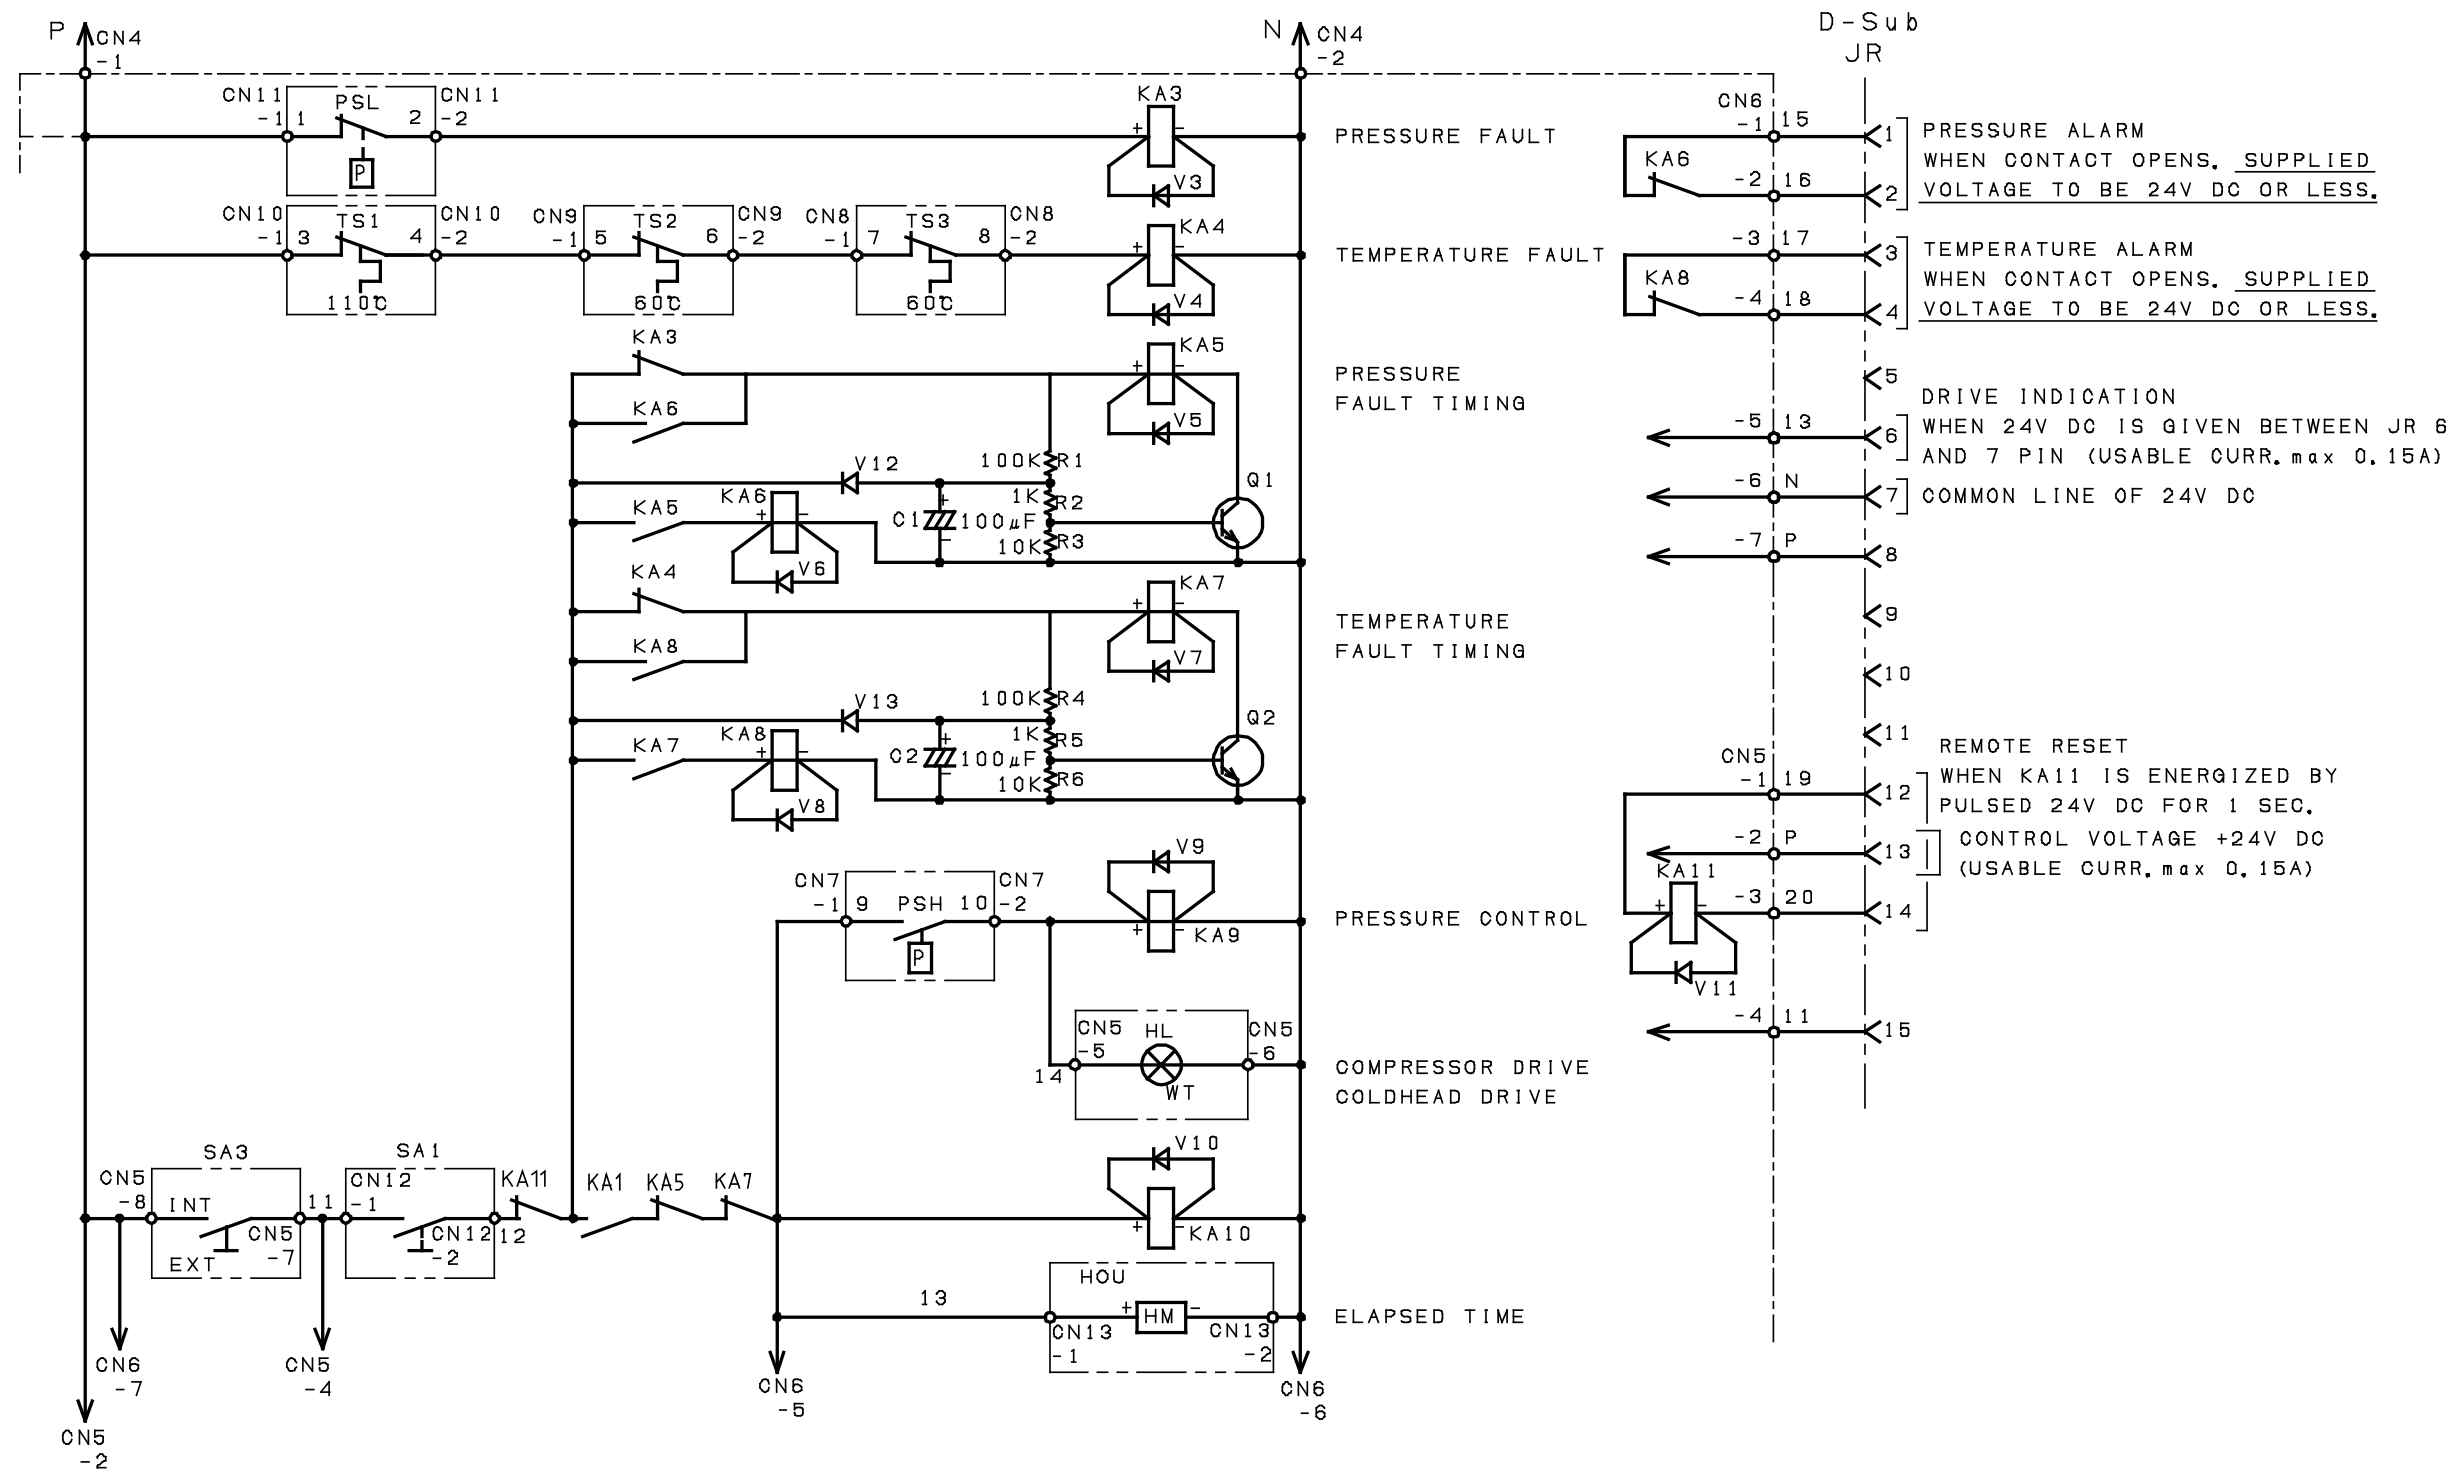 P
CN4
-1
N
CN4
-2
D-Sub
JR
CN11
-1
1
PSL
2
CN11
-2
P
KA3
+
-
V3
PRESSURE FAULT
CN10
-1
3
TS1
4
CN10
-2
110℃
CN9
-1
5
TS2
6
CN9
-2
60℃
CN8
-1
7
TS3
8
CN8
-2
60℃
KA4
+
-
V4
TEMPERATURE FAULT
KA3
KA6
KA5
+
-
V5
PRESSURE
FAULT TIMING
V12
100K
R1
1K
R2
10K
R3
C1
+
100μF
-
Q1
KA5
KA6
+
-
V6
KA4
KA8
KA7
+
-
V7
TEMPERATURE
FAULT TIMING
V13
100K
R4
1K
R5
10K
R6
C2
+
100μF
-
Q2
KA7
KA8
+
-
V8
CN7
-1
9
PSH
10
CN7
-2
P
V9
+
-
KA9
PRESSURE CONTROL
CN5
-5
HL
CN5
-6
14
WT
COMPRESSOR DRIVE
COLDHEAD DRIVE
SA3
CN5
-8
INT
EXT
CN5
-7
11
SA1
CN12
-1
CN12
-2
12
KA11
KA1
KA5
KA7
V10
+
-
KA10
13
HOU
+
HM
-
CN13
-1
CN13
-2
ELAPSED TIME
CN6
-7
CN5
-4
CN5
-2
CN6
-5
CN6
-6
CN6
-1
15
1
KA6
-2
16
2
PRESSURE ALARM
WHEN CONTACT OPENS. SUPPLIED
VOLTAGE TO BE 24V DC OR LESS.
-3
17
3
KA8
-4
18
4
TEMPERATURE ALARM
WHEN CONTACT OPENS. SUPPLIED
VOLTAGE TO BE 24V DC OR LESS.
5
-5
13
6
DRIVE INDICATION
WHEN 24V DC IS GIVEN BETWEEN JR 6
AND 7 PIN (USABLE CURR.max 0.15A)
-6
N
7
COMMON LINE OF 24V DC
-7
P
8
9
10
11
CN5
-1
19
12
REMOTE RESET
WHEN KA11 IS ENERGIZED BY
PULSED 24V DC FOR 1 SEC.
-2
P
13
CONTROL VOLTAGE +24V DC
(USABLE CURR.max 0.15A)
KA11
+
-
-3
20
14
V11
-4
11
15